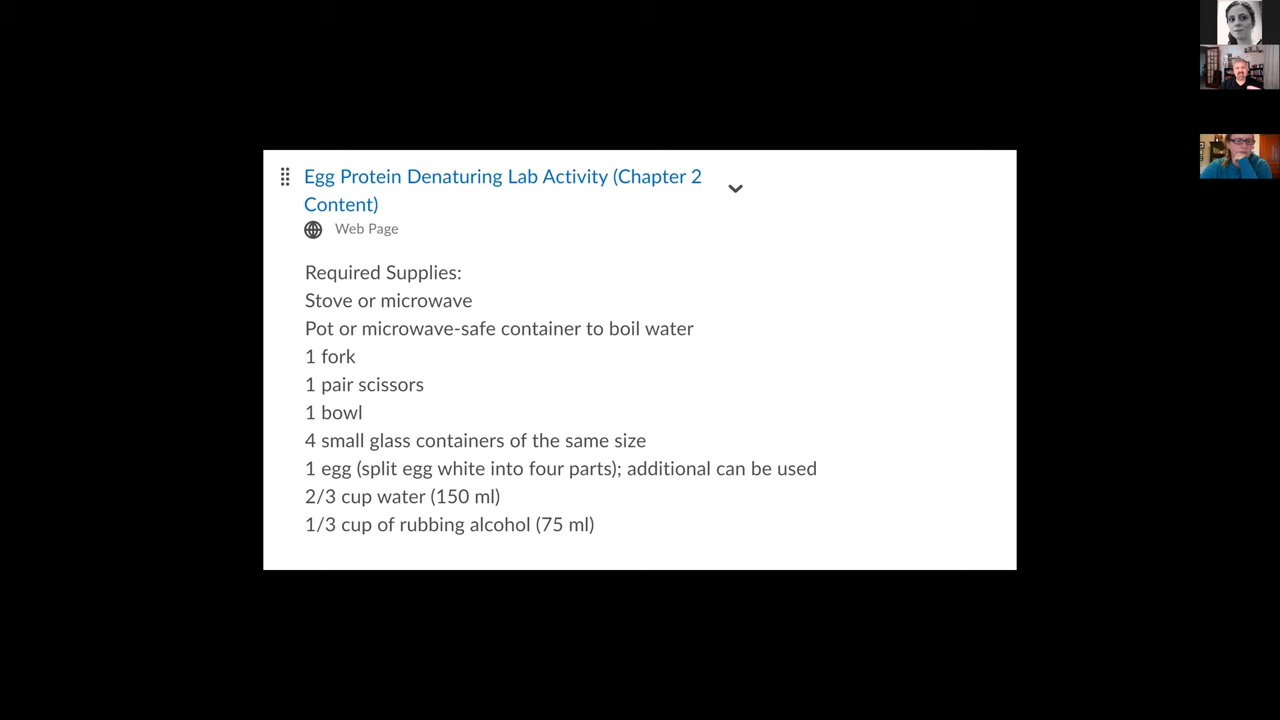 Egg Protein Denaturing Lab Activity (Chapter 2
Content)
Web Page
Required Supplies:
Stove or microwave
Pot or microwave-safe container to boil water
1 fork
1 pair scissors
1 bowl
4 small glass containers of the same size
1 egg (split egg white into four parts); additional can be used
2/3 cup water (150 ml)
1/3 cup of rubbing alcohol (75 ml)